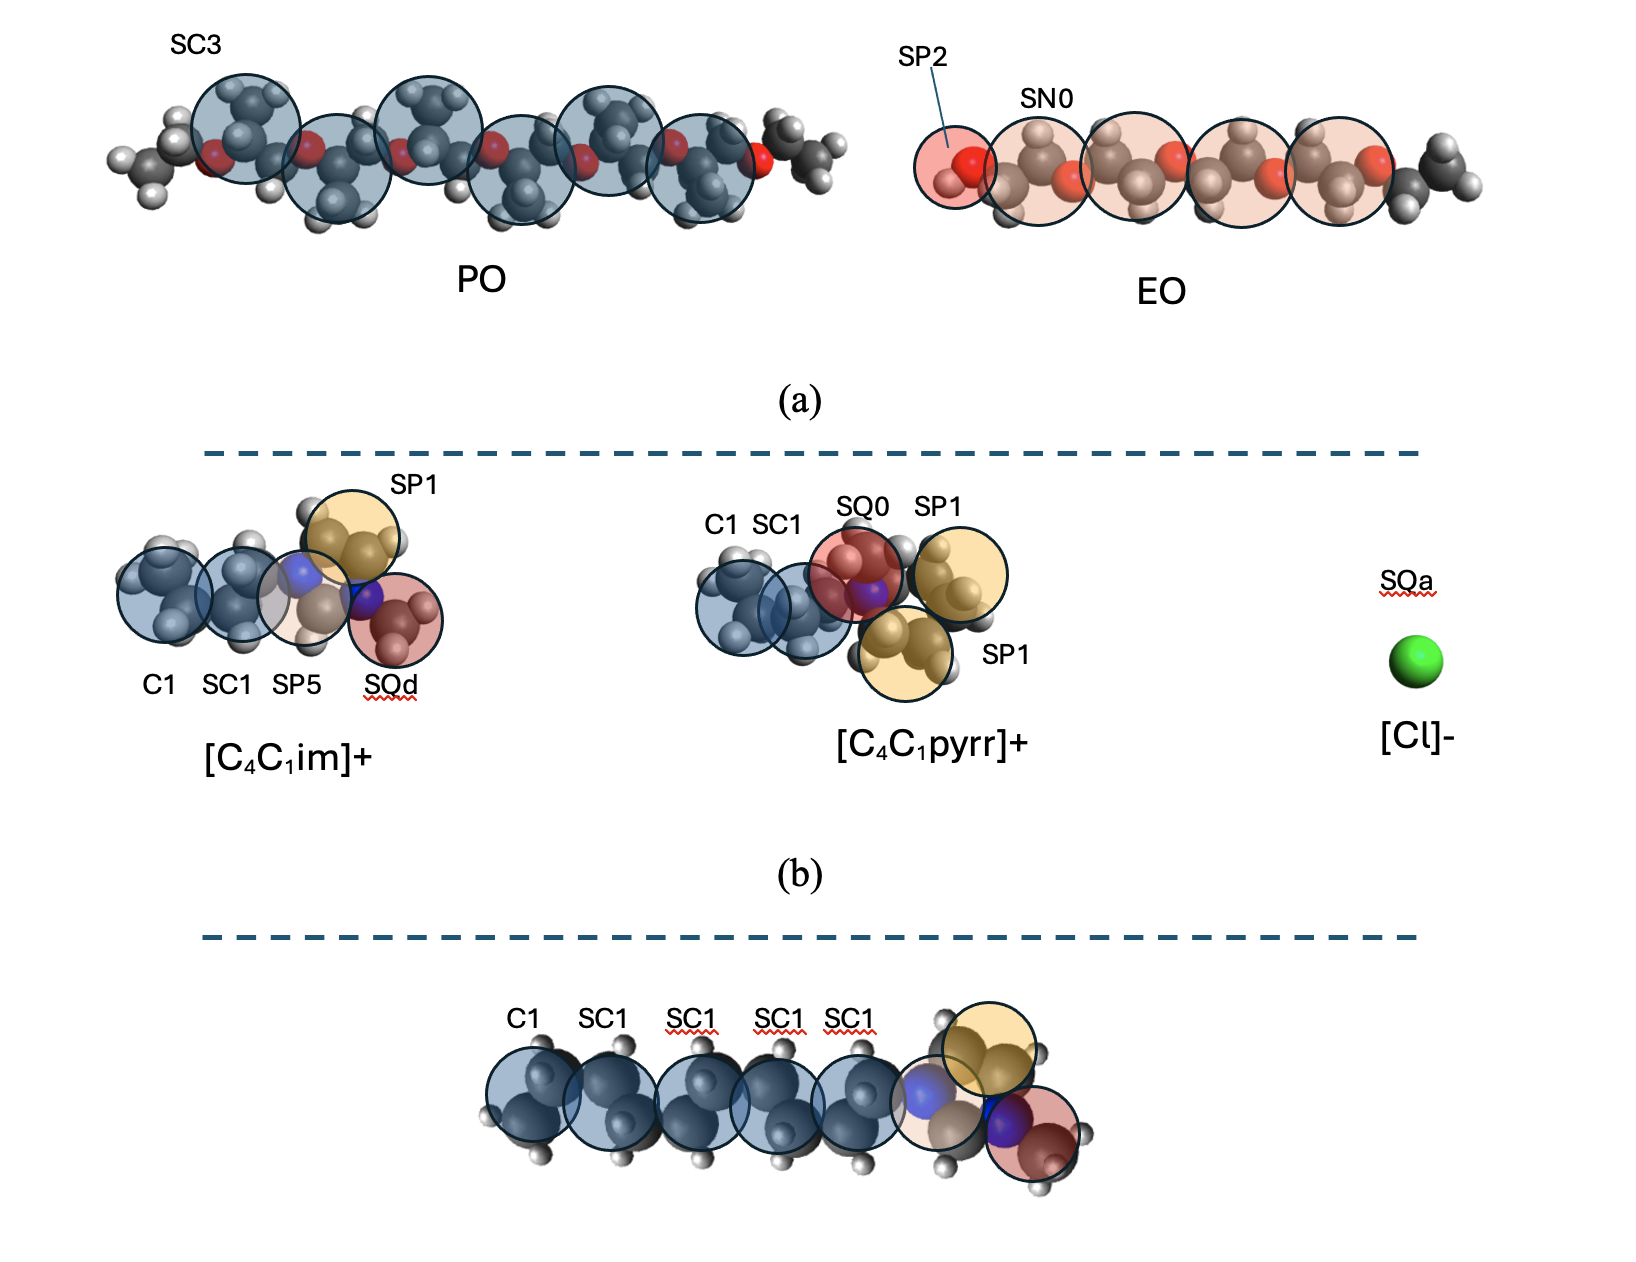 SC3
SP2
SN0
PO
EO
(a)
SP1
C1 SC1 SP5 SQd
[C₄C₁im]+
C1 SC1 SQ0 SP1
SP1
[C₄C₁pyrr]+
SQa
[Cl]-
(b)
C1 SC1 SC1 SC1 SC1